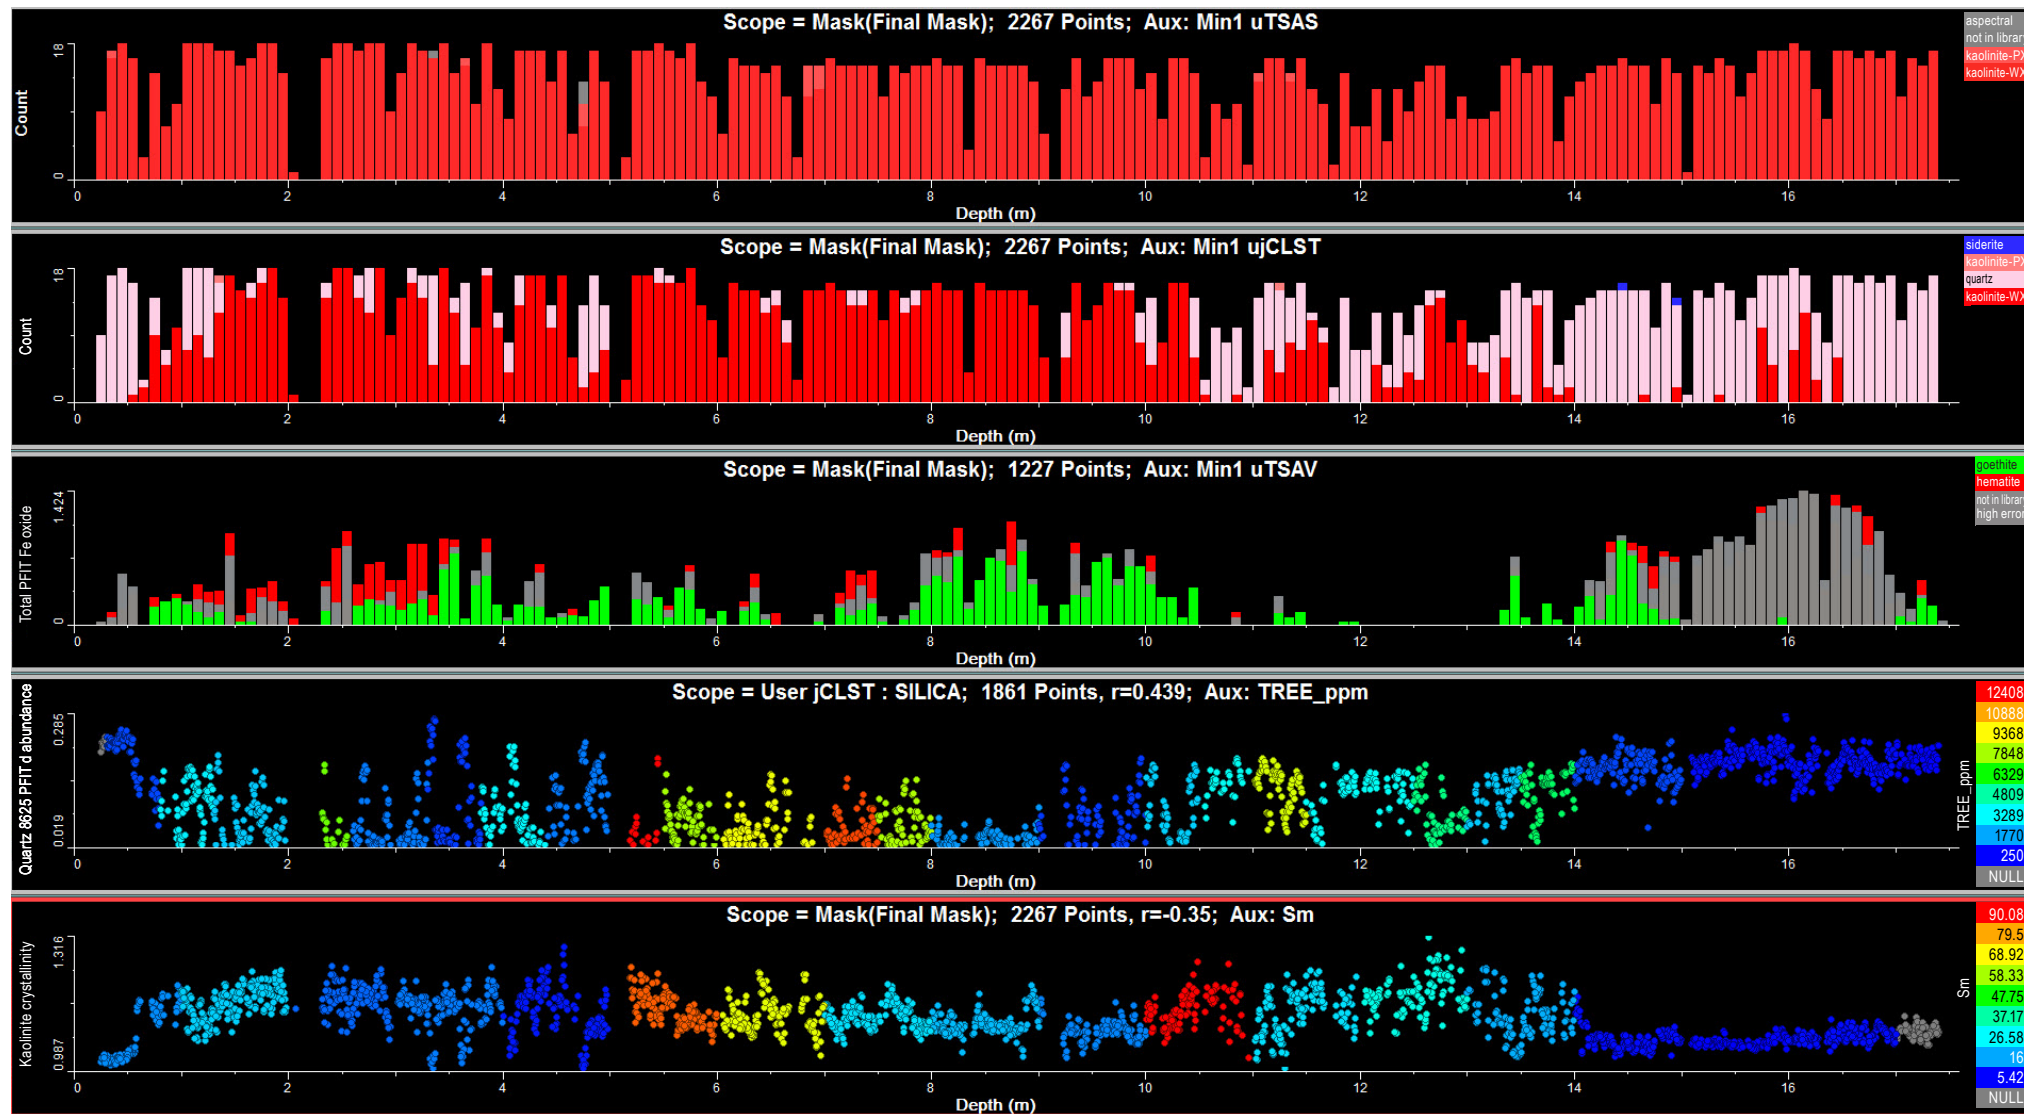 Scope = Mask(Final Mask); 2267 Points; Aux: Min1 uTSAS
aspectral
not in library
kaolinite-PX
kaolinite-WX
18
0
Count
0 2 4 6 8 10 12 14 16
Depth (m)
Scope = Mask(Final Mask); 2267 Points; Aux: Min1 ujCLST
siderite
kaolinite-PX
quartz
kaolinite-WX
18
0
Count
0 2 4 6 8 10 12 14 16
Depth (m)
Scope = Mask(Final Mask); 1227 Points; Aux: Min1 uTSAV
goethite
hematite
not in library
high error
1.424
0
Total PFIT Fe oxide
0 2 4 6 8 10 12 14 16
Depth (m)
Scope = User jCLST : SILICA; 1861 Points, r=0.439; Aux: TREE_ppm
12408
10888
9368
7848
6329
4809
3289
1770
250
NULL
TREE_ppm
0.285
0.019
Quartz 8625 PFIT d abundance
0 2 4 6 8 10 12 14 16
Depth (m)
Scope = Mask(Final Mask); 2267 Points, r=-0.35; Aux: Sm
90.08
79.5
68.92
58.33
47.75
37.17
26.58
16
5.42
NULL
Sm
1.316
0.987
Kaolinite crystallinity
0 2 4 6 8 10 12 14 16
Depth (m)